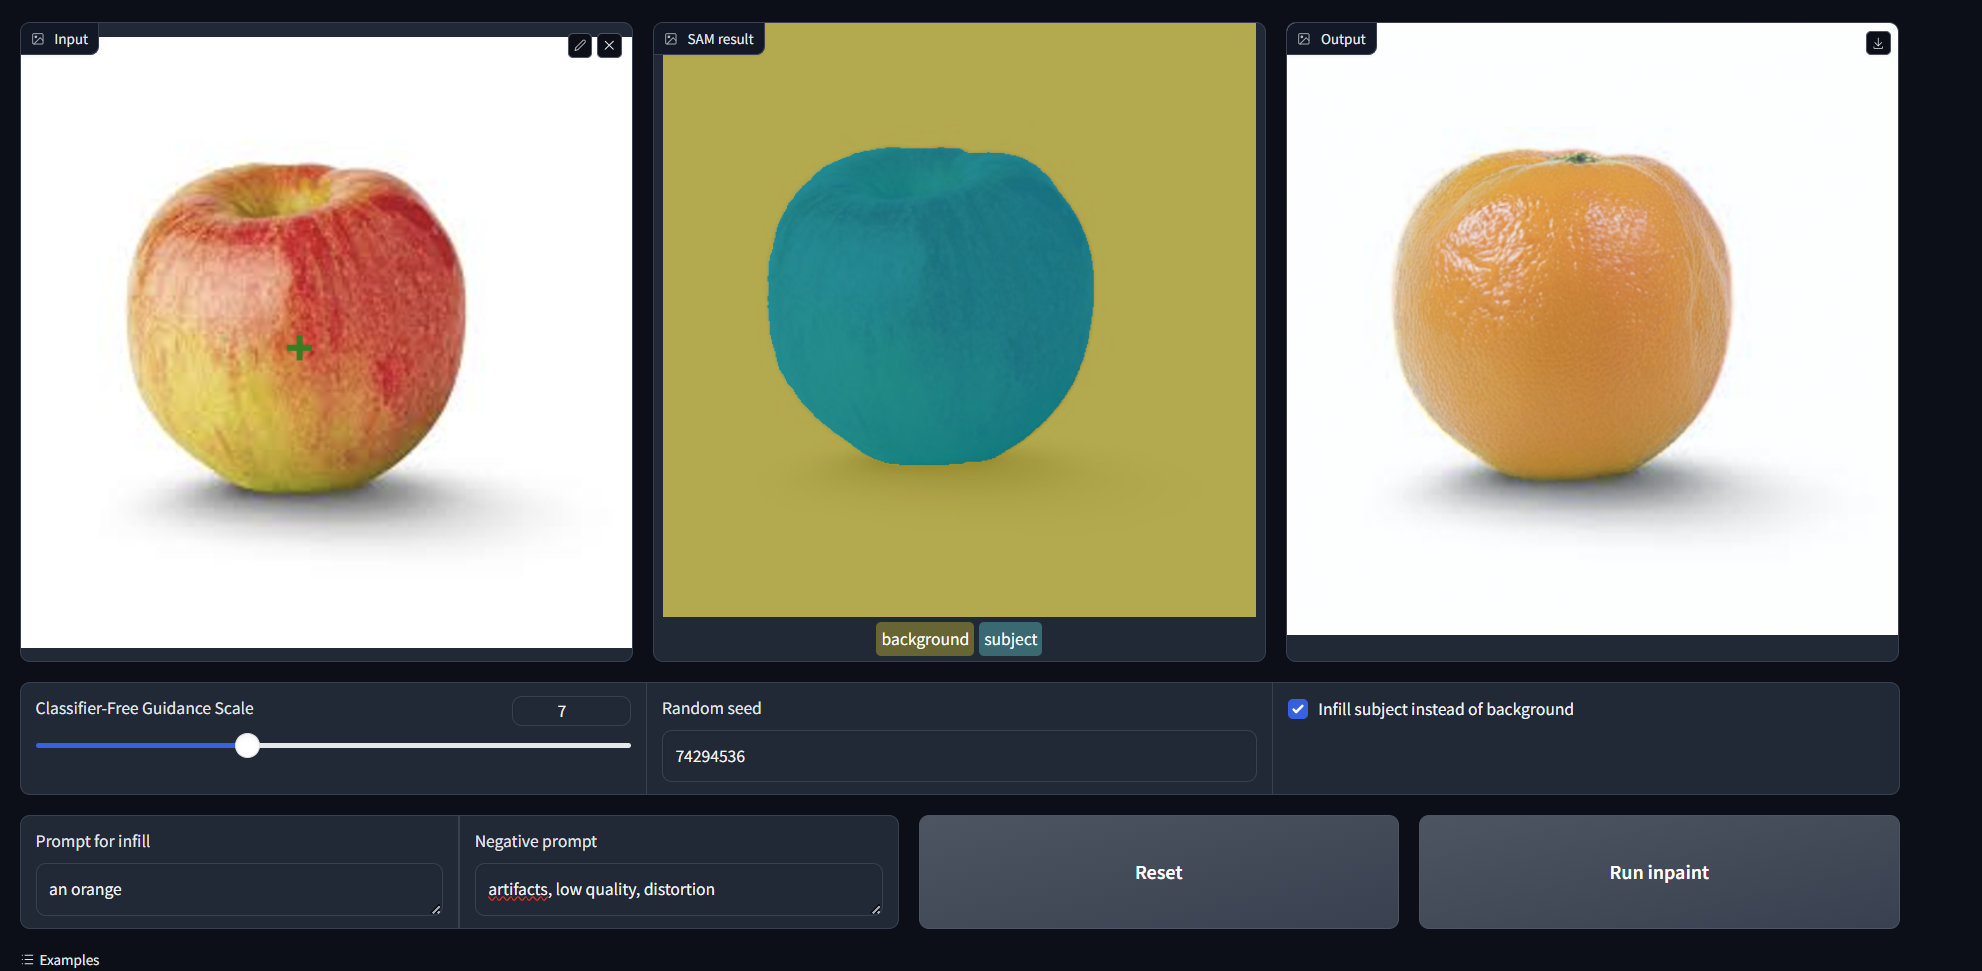 Input
SAM result
Output
background
subject
Classifier-Free Guidance Scale
7
Random seed
74294536
Infill subject instead of background
Prompt for infill
an orange
Negative prompt
artifacts, low quality, distortion
Reset
Run inpaint
Examples